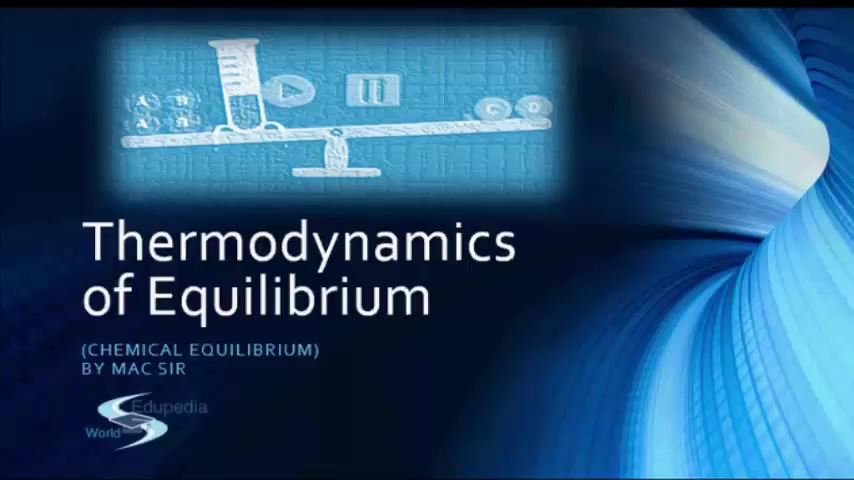 A B
A B
C D
Thermodynamics
of Equilibrium
(CHEMICAL EQUILIBRIUM)
BY MAC SIR
Edupedia
World